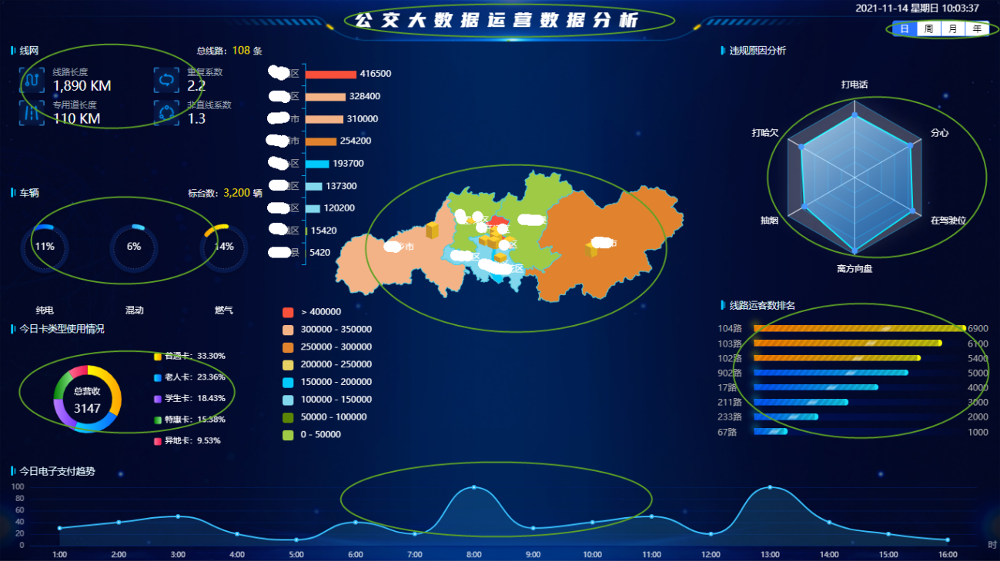 公交大数据运营数据分析
2021-11-14 星期日 10:03:37
日 周 月 年
线网
总线路：108 条
线路长度
1,890 KM
重复系数
2.2
专用道长度
110 KM
非直线系数
1.3
车辆
标台数：3,200 辆
11%
6%
14%
纯电
混动
燃气
今日卡类型使用情况
总营收
3147
普通卡：33.30%
老人卡：23.36%
学生卡：18.43%
特惠卡：15.38%
异地卡：9.53%
区 416500
区 328400
市 310000
市 254200
区 193700
区 137300
区 120200
区 15420
县 5420
市
区
区
区
区
区
市
> 400000
300000 - 350000
250000 - 300000
200000 - 250000
150000 - 200000
100000 - 150000
50000 - 100000
0 - 50000
违规原因分析
打电话
打哈欠
分心
抽烟
在驾驶位
离方向盘
线路运客数排名
104路 6900
103路 6100
102路 5400
902路 5000
17路 4000
211路 3000
233路 2000
67路 1000
今日电子支付趋势
100
80
60
40
20
0
1:00 2:00 3:00 4:00 5:00 6:00 7:00 8:00 9:00 10:00 11:00 12:00 13:00 14:00 15:00 16:00
时